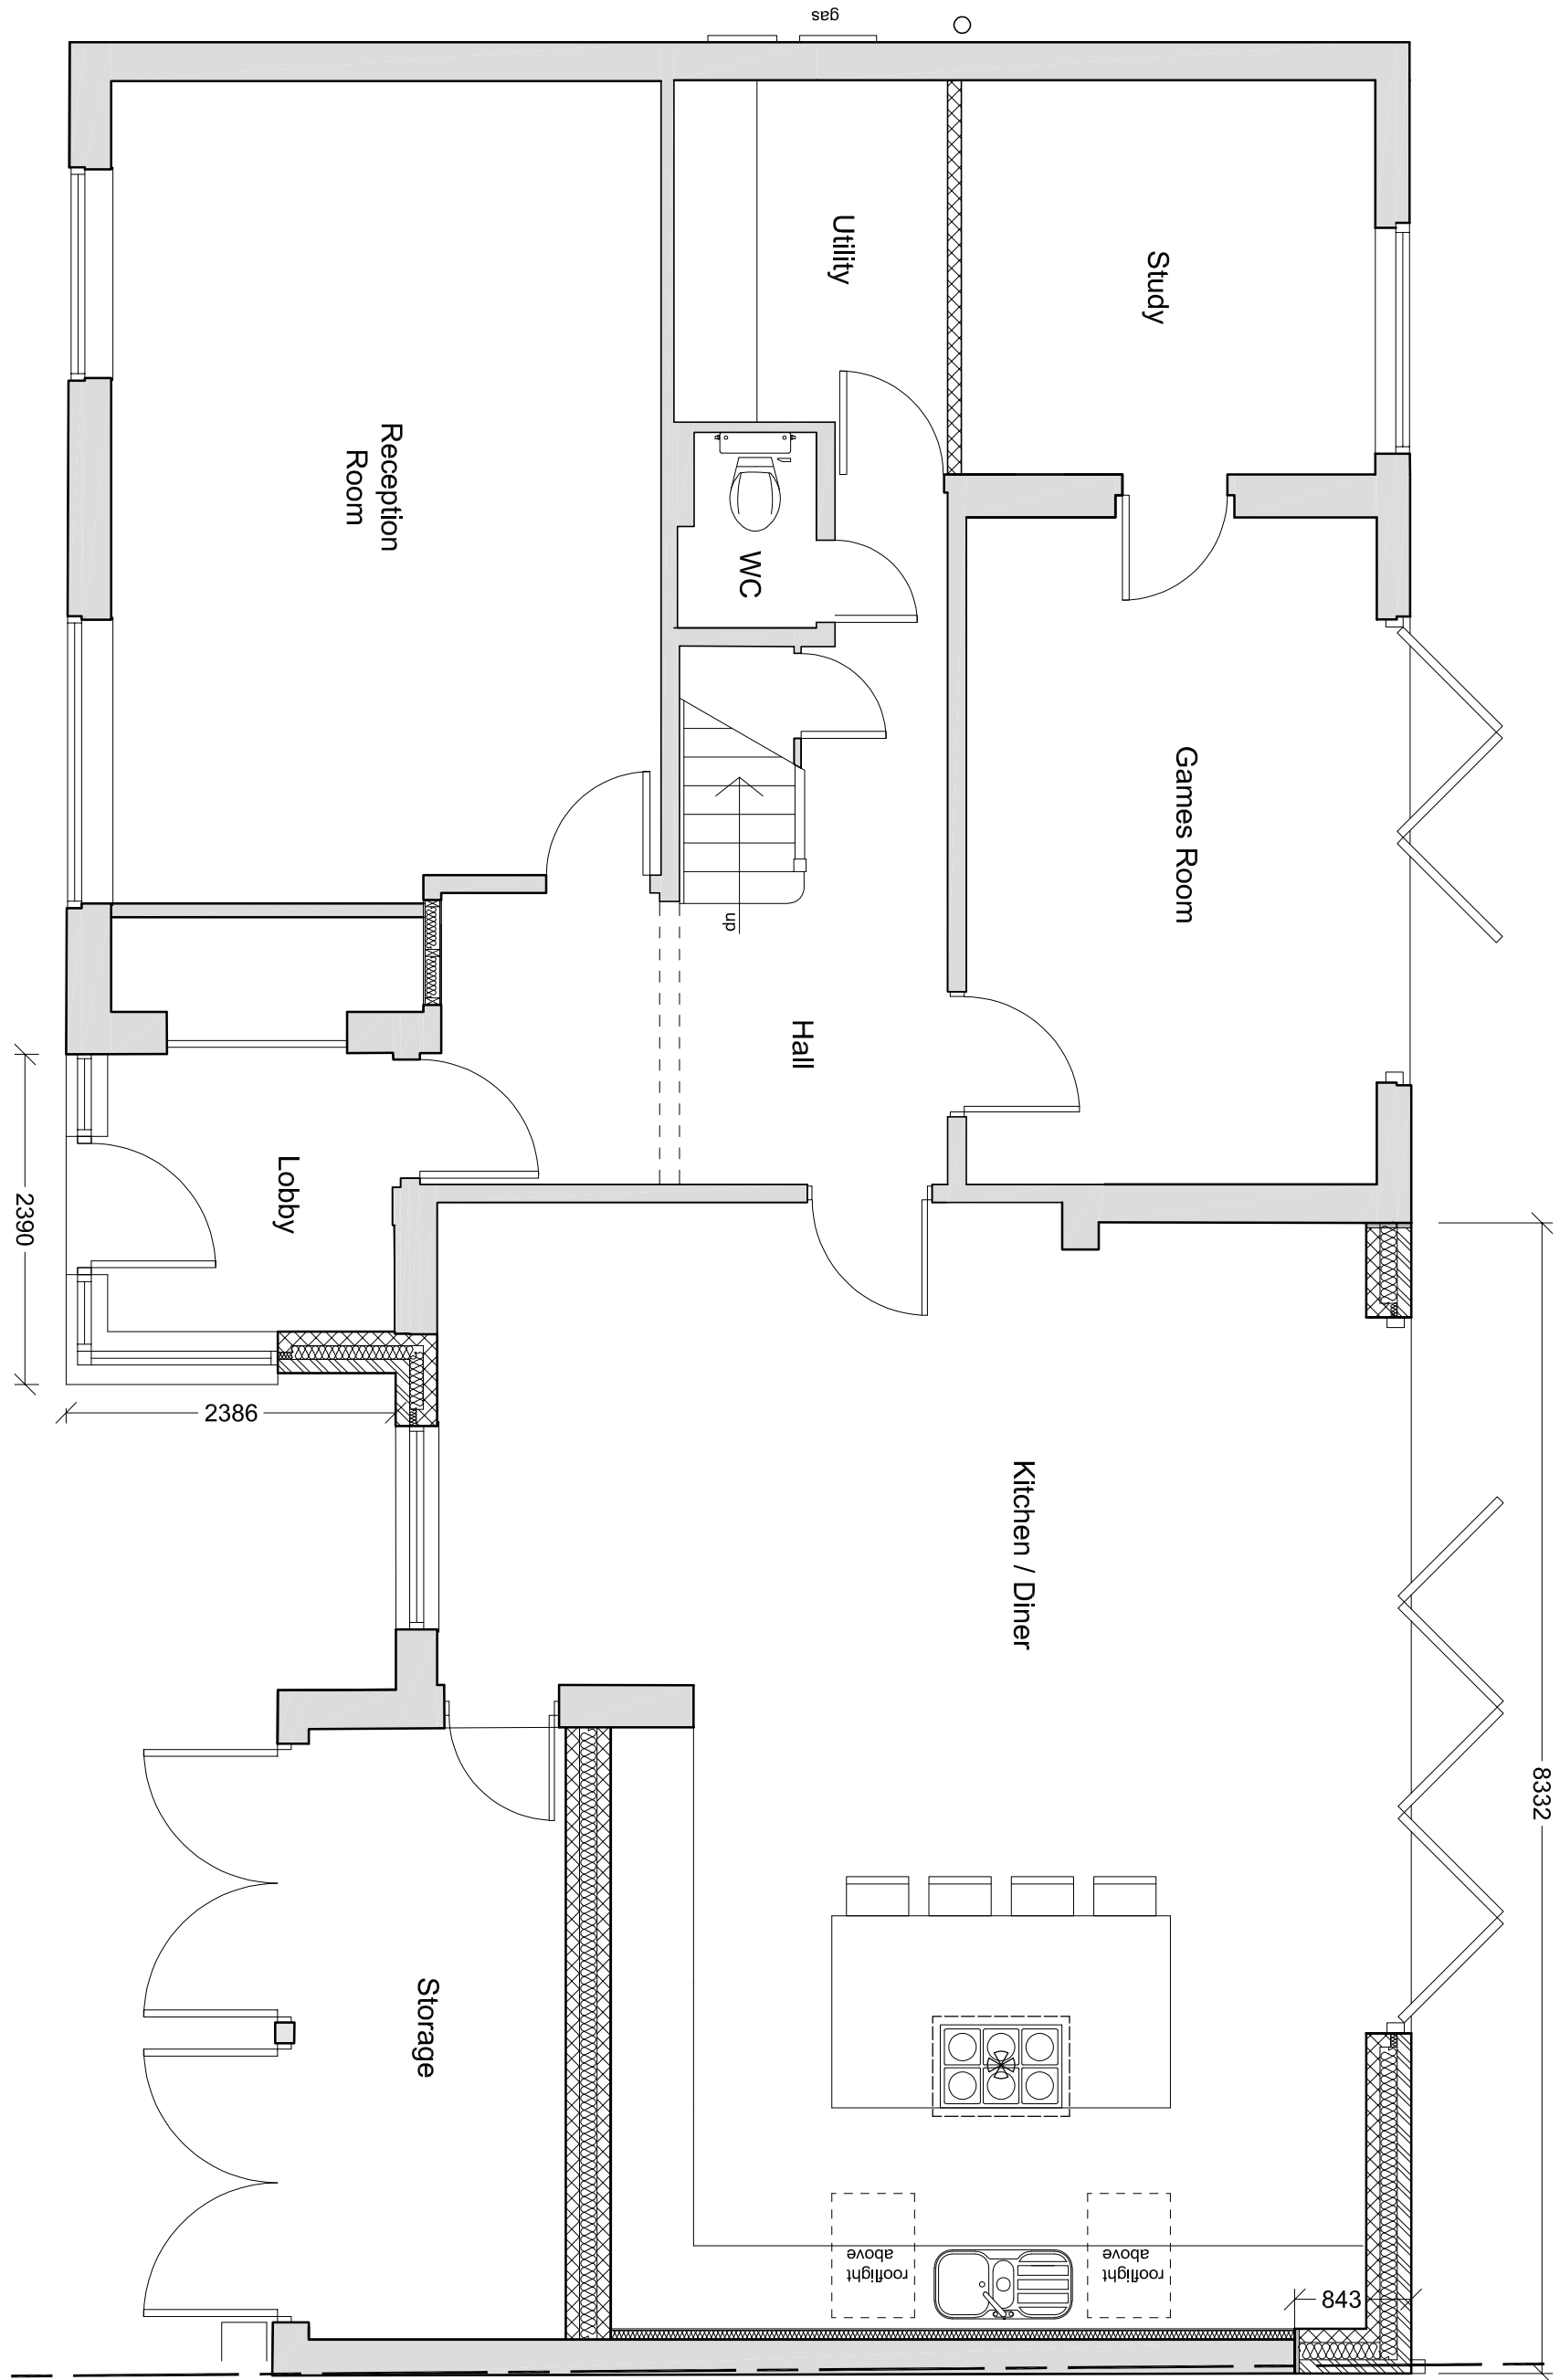 gas
Utility
Study
Reception
Room
WC
Games Room
up
Hall
Lobby
2390
2386
Kitchen / Diner
8332
Storage
rooflight
above
rooflight
above
843